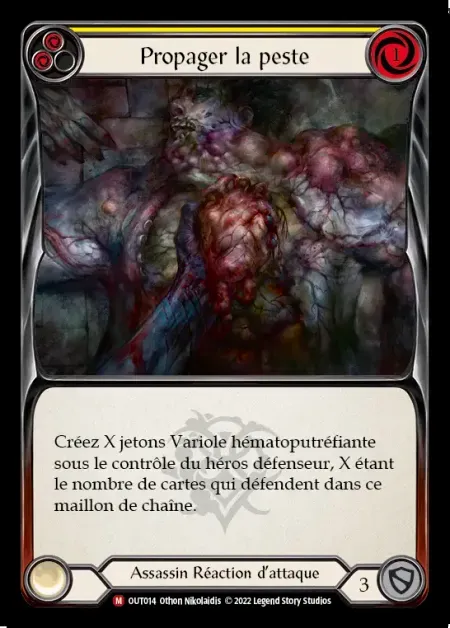 Propager la peste
1
Créez X jetons Variole hématoputréfiante
sous le contrôle du héros défenseur, X étant
le nombre de cartes qui défendent dans ce
maillon de chaîne.
Assassin Réaction d'attaque
3
M OUT014 Othon Nikolaidis © 2022 Legend Story Studios